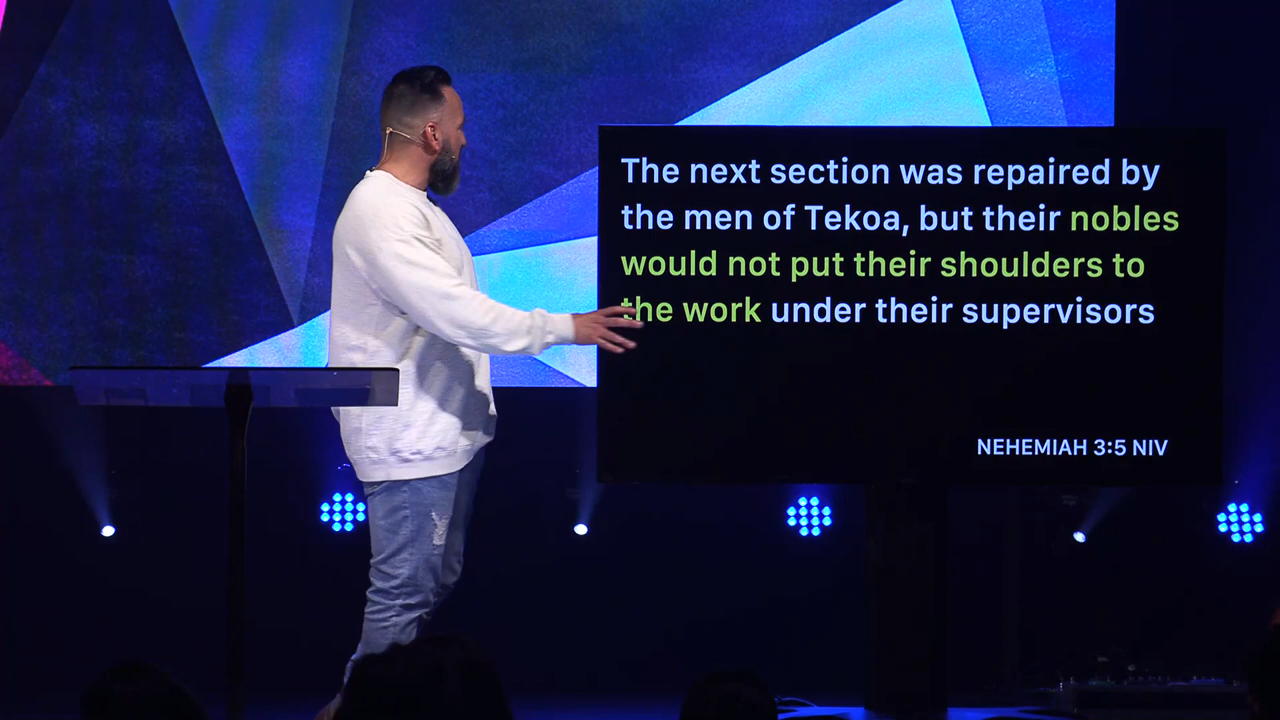 The next section was repaired by
the men of Tekoa, but their nobles
would not put their shoulders to
the work under their supervisors
NEHEMIAH 3:5 NIV